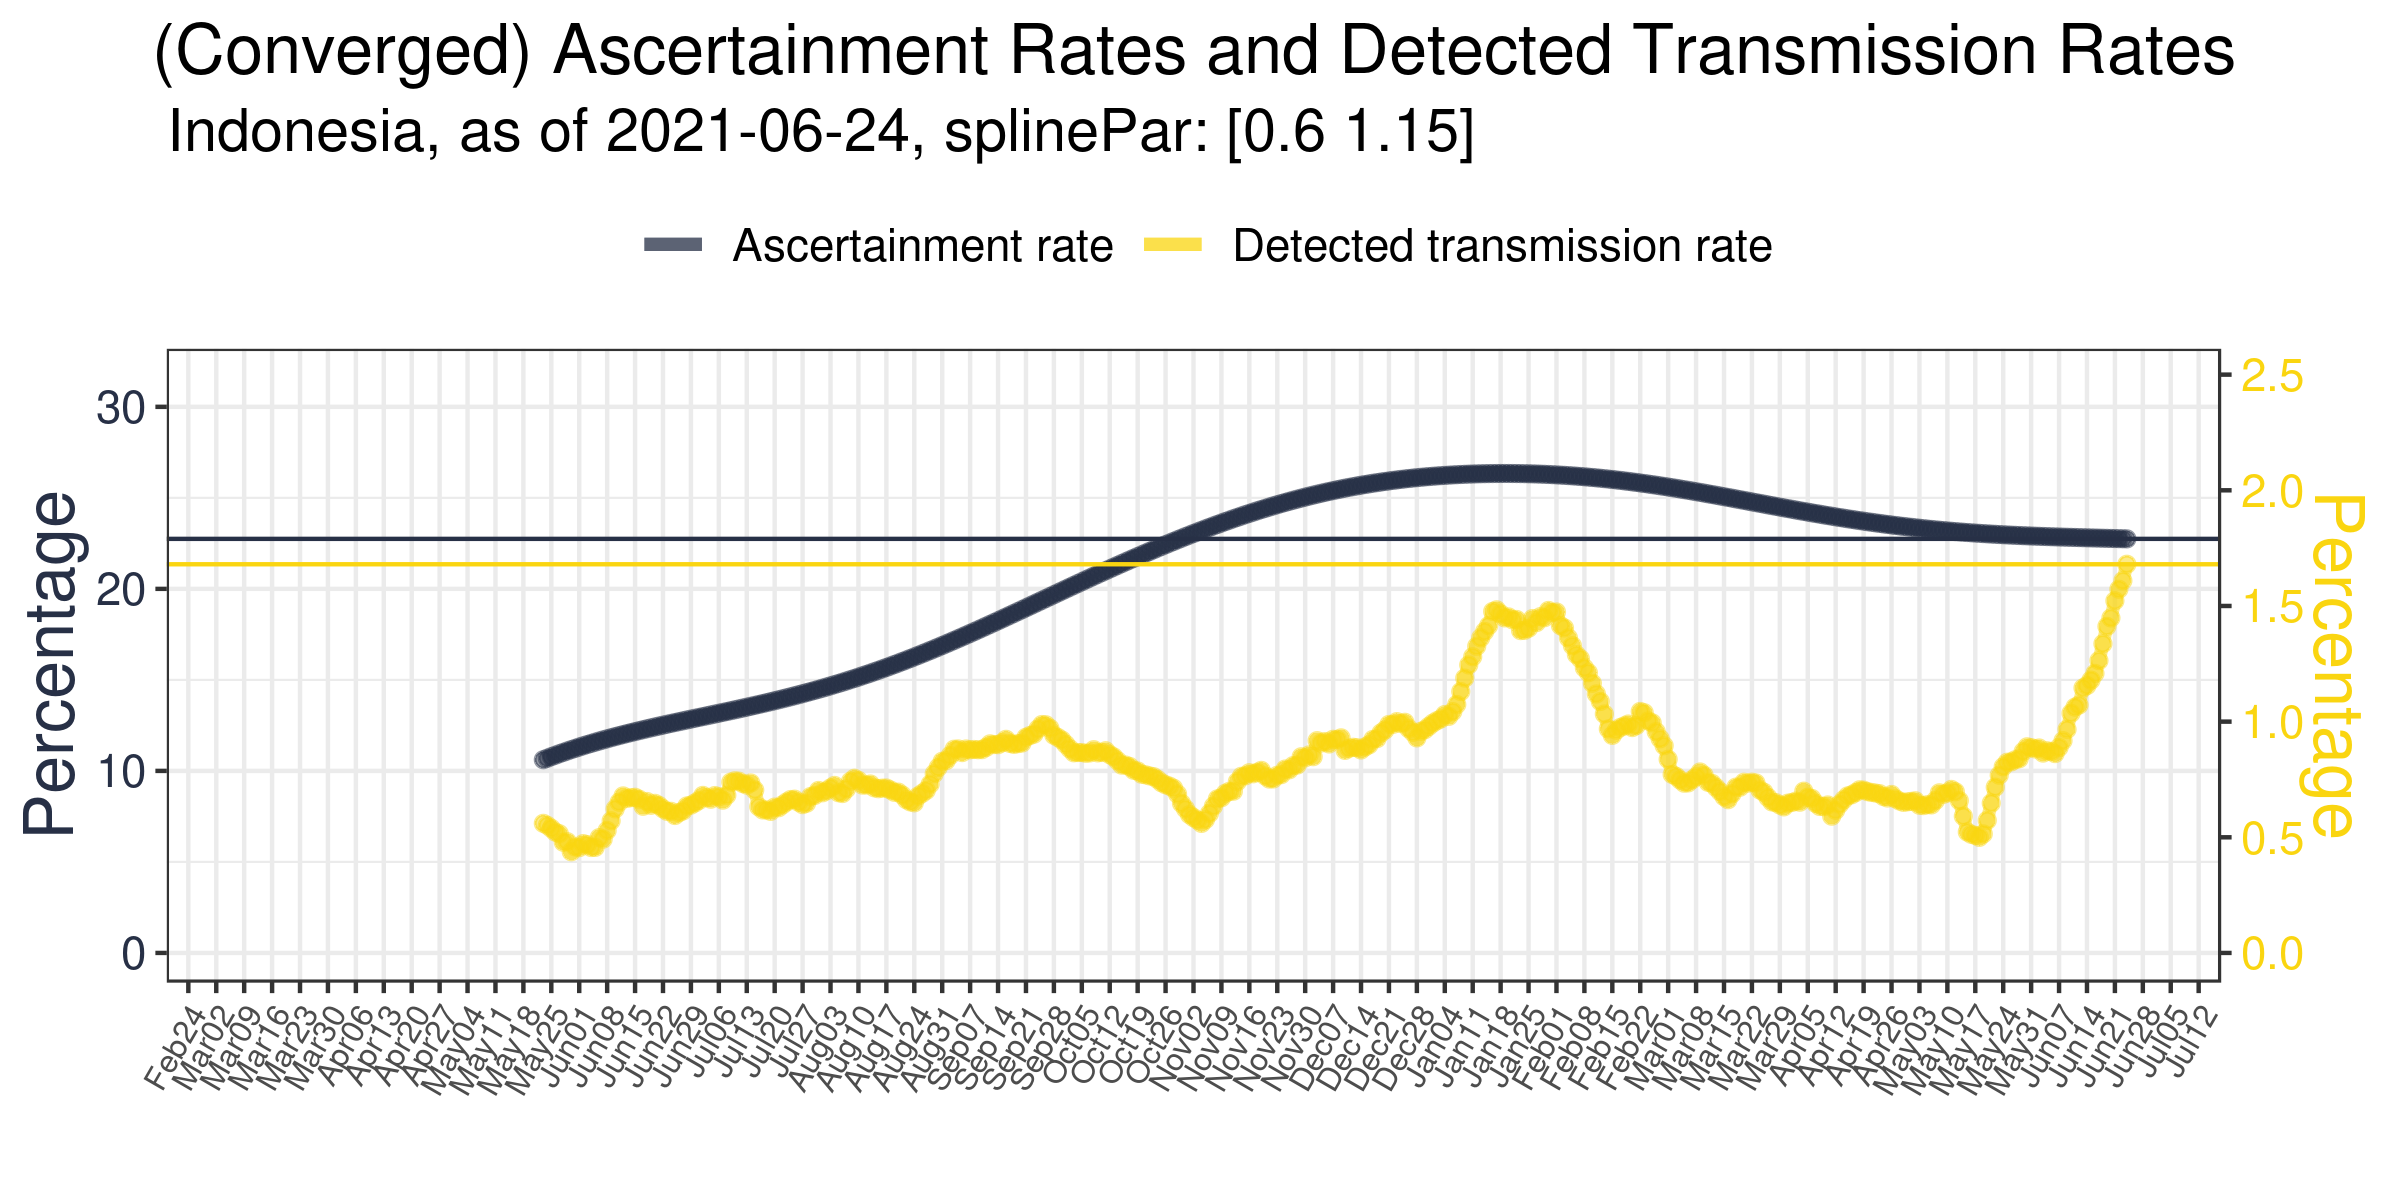 (Converged) Ascertainment Rates and Detected Transmission Rates
Indonesia, as of 2021-06-24, splinePar: [0.6 1.15]
Ascertainment rate
Detected transmission rate
Percentage
30
20
10
0
2.5
2.0
1.5
1.0
0.5
0.0
Percentage
Feb24
Mar02
Mar09
Mar16
Mar23
Mar30
Apr06
Apr13
Apr20
Apr27
May04
May11
May18
May25
Jun01
Jun08
Jun15
Jun22
Jun29
Jul06
Jul13
Jul20
Jul27
Aug03
Aug10
Aug17
Aug24
Aug31
Sep07
Sep14
Sep21
Sep28
Oct05
Oct12
Oct19
Oct26
Nov02
Nov09
Nov16
Nov23
Nov30
Dec07
Dec14
Dec21
Dec28
Jan04
Jan11
Jan18
Jan25
Feb01
Feb08
Feb15
Feb22
Mar01
Mar08
Mar15
Mar22
Mar29
Apr05
Apr12
Apr19
Apr26
May03
May10
May17
May24
May31
Jun07
Jun14
Jun21
Jun28
Jul05
Jul12